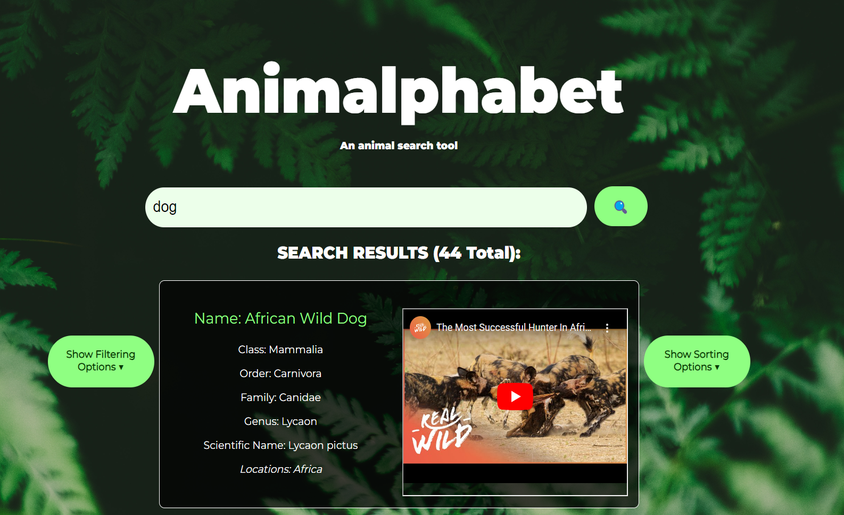 Animalphabet
An animal search tool
dog
SEARCH RESULTS (44 Total):
Show Filtering
Options ▾
Name: African Wild Dog
Class: Mammalia
Order: Carnivora
Family: Canidae
Genus: Lycaon
Scientific Name: Lycaon pictus
Locations: Africa
The Most Successful Hunter In Afri...
REAL
WILD
Show Sorting
Options ▾